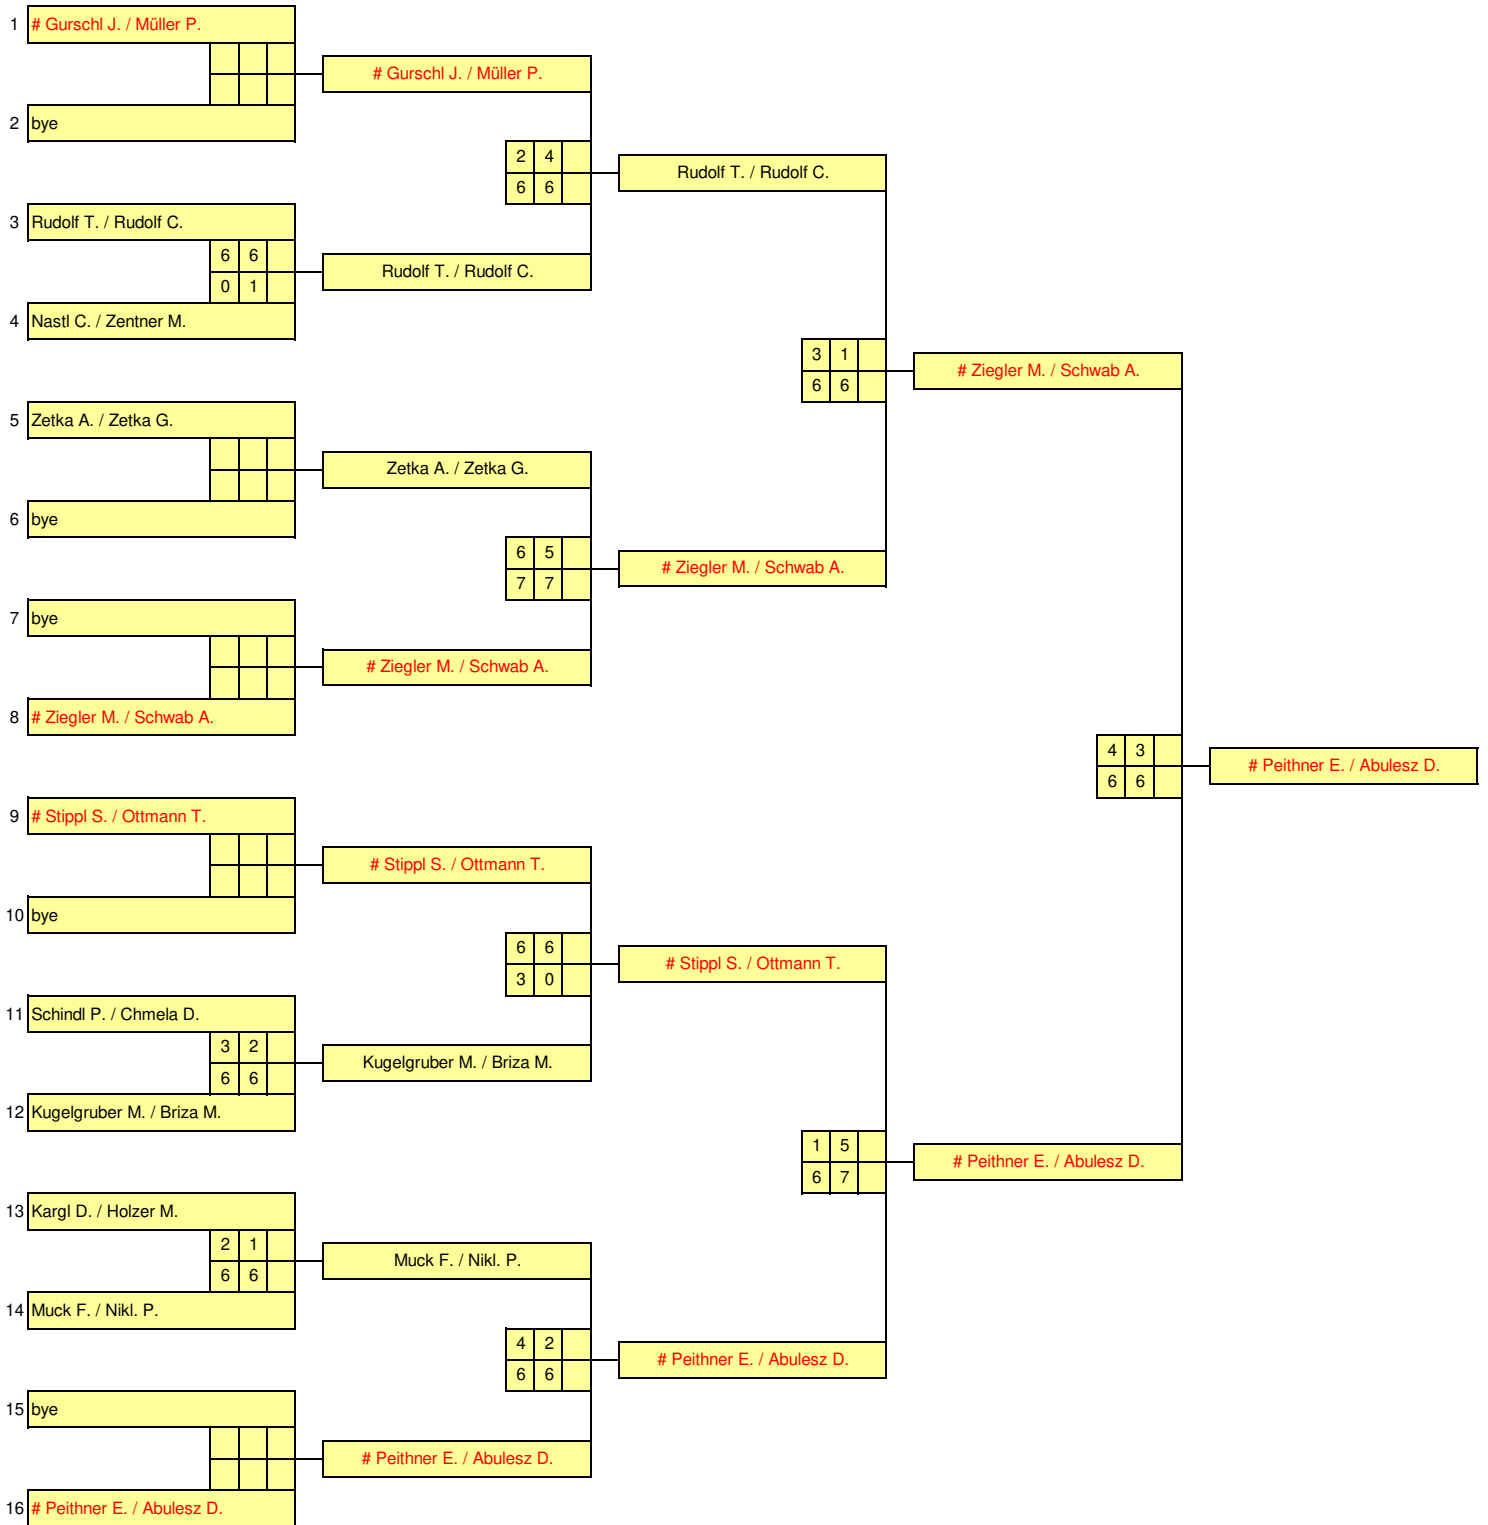 1 # Gurschl J. / Müller P.
# Gurschl J. / Müller P.
2 bye
2 4
6 6
Rudolf T. / Rudolf C.
3 Rudolf T. / Rudolf C.
6 6
0 1
Rudolf T. / Rudolf C.
4 Nastl C. / Zentner M.
3 1
6 6
# Ziegler M. / Schwab A.
5 Zetka A. / Zetka G.
Zetka A. / Zetka G.
6 bye
6 5
7 7
# Ziegler M. / Schwab A.
7 bye
# Ziegler M. / Schwab A.
8 # Ziegler M. / Schwab A.
4 3
6 6
# Peithner E. / Abulesz D.
9 # Stippl S. / Ottmann T.
# Stippl S. / Ottmann T.
10 bye
6 6
3 0
# Stippl S. / Ottmann T.
11 Schindl P. / Chmela D.
3 2
6 6
Kugelgruber M. / Briza M.
12 Kugelgruber M. / Briza M.
1 5
6 7
# Peithner E. / Abulesz D.
13 Kargl D. / Holzer M.
2 1
6 6
Muck F. / Nikl. P.
14 Muck F. / Nikl. P.
4 2
6 6
# Peithner E. / Abulesz D.
15 bye
# Peithner E. / Abulesz D.
16 # Peithner E. / Abulesz D.